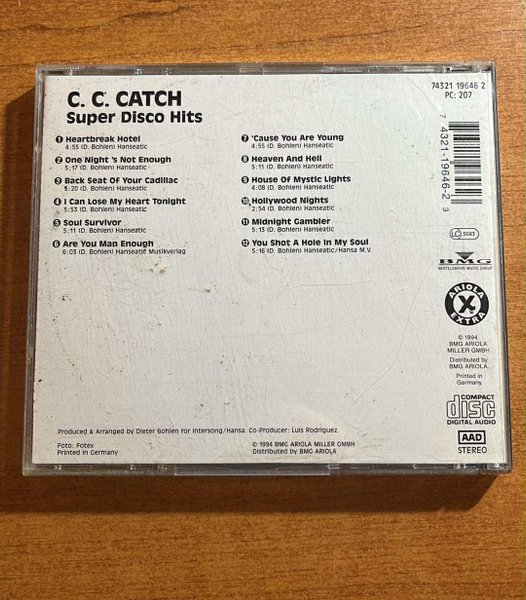 C. C. CATCH
Super Disco Hits
1 Heartbreak Hotel
4:55 (D. Bohlen) Hanseatic
2 One Night 's Not Enough
5:17 (D. Bohlen) Hanseatic
3 Back Seat Of Your Cadillac
5:20 (D. Bohlen) Hanseatic
4 I Can Lose My Heart Tonight
5:53 (D. Bohlen) Hanseatic
5 Soul Survivor
5:11 (D. Bohlen) Hanseatic
6 Are You Man Enough
6:03 (D. Bohlen) Hanseatic Musikverlag
7 'Cause You Are Young
4:55 (D. Bohlen) Hanseatic
8 Heaven And Hell
5:11 (D. Bohlen) Hanseatic
9 House Of Mystic Lights
4:08 (D. Bohlen) Hanseatic
10 Hollywood Nights
2:54 (D. Bohlen) Hanseatic
11 Midnight Gambler
5:13 (D. Bohlen) Hanseatic
12 You Shot A Hole In My Soul
5:16 (D. Bohlen) Hanseatic/Hansa M.V.
74321 19646 2
PC: 207
7 4321-19646-2 3
LC 5043
BMG
BERTELSMANN MUSIC GROUP
ARIOLA
X
EXTRA
© 1994
BMG ARIOLA
MILLER GMBH
Distributed by
BMG ARIOLA.
Printed in
Germany.
COMPACT
disc
DIGITAL AUDIO
AAD
STEREO
Produced & Arranged by Dieter Bohlen for Intersong/Hansa. Co-Producer: Luis Rodriguez.
Foto: Fotex
Printed in Germany
© 1994 BMG ARIOLA MILLER GMBH
Distributed by BMG ARIOLA